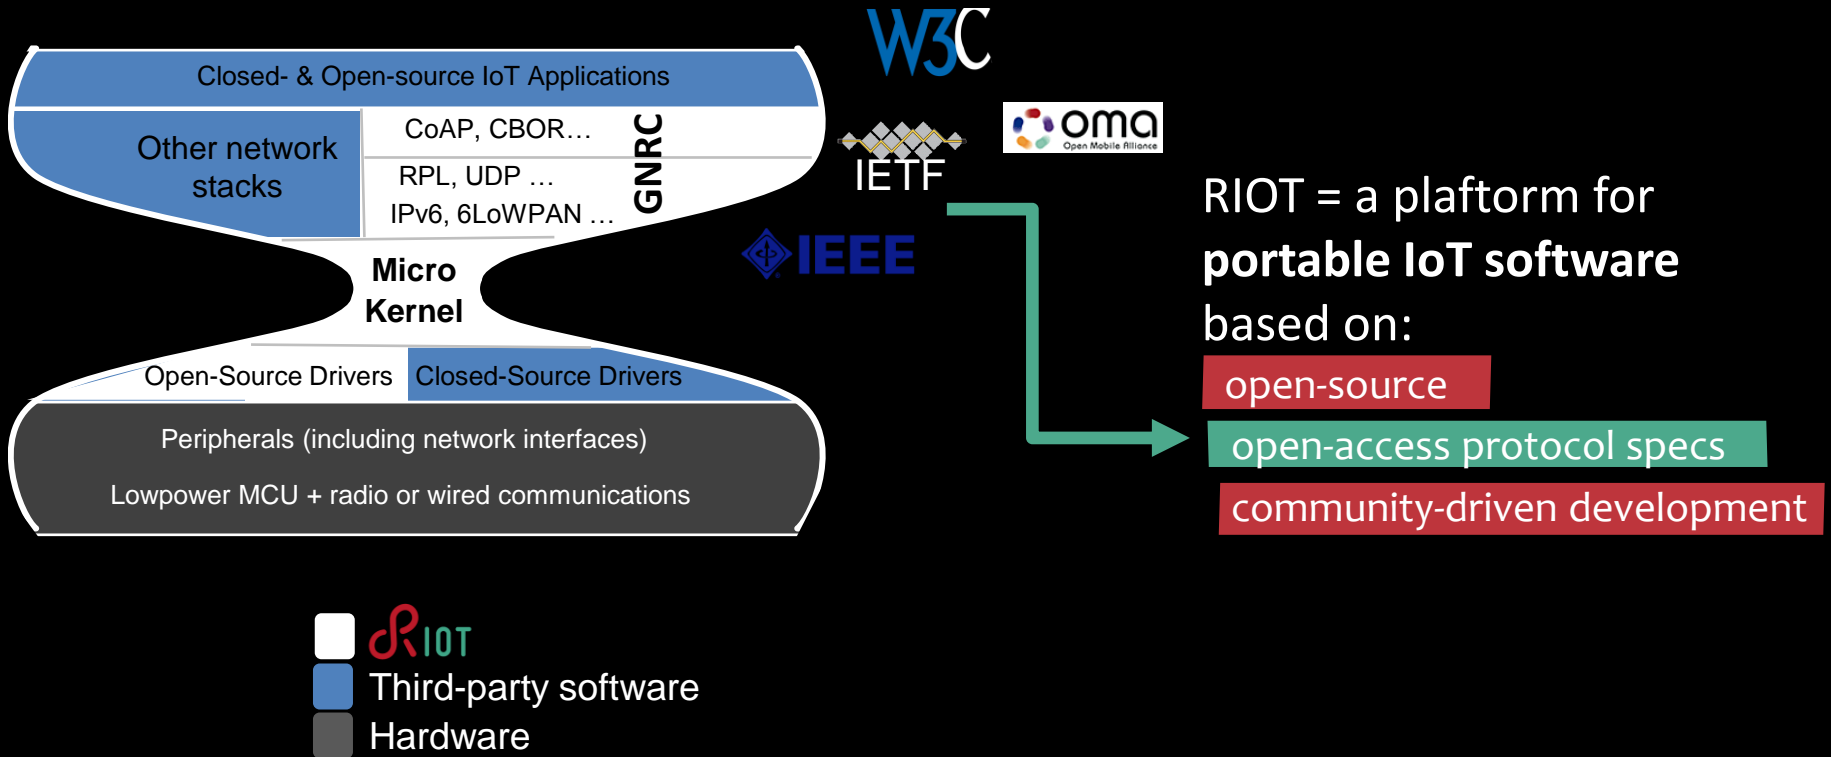 Closed- & Open-source IoT Applications
Other network
stacks
CoAP, CBOR…
RPL, UDP …
IPv6, 6LoWPAN …
GNRC
Micro
Kernel
Open-Source Drivers
Closed-Source Drivers
Peripherals (including network interfaces)
Lowpower MCU + radio or wired communications
W3C
IETF
oma
Open Mobile Alliance
IEEE
RIOT = a plaftorm for
portable IoT software
based on:
open-source
open-access protocol specs
community-driven development
RIOT
Third-party software
Hardware